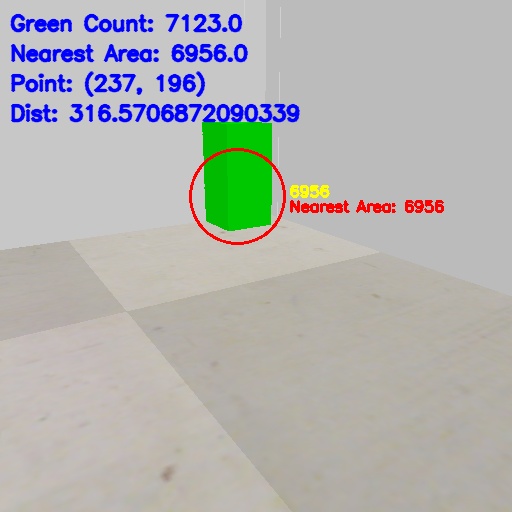 Green Count: 7123.0
Nearest Area: 6956.0
Point: (237, 196)
Dist: 316.5706872090339
6956
Nearest Area: 6956